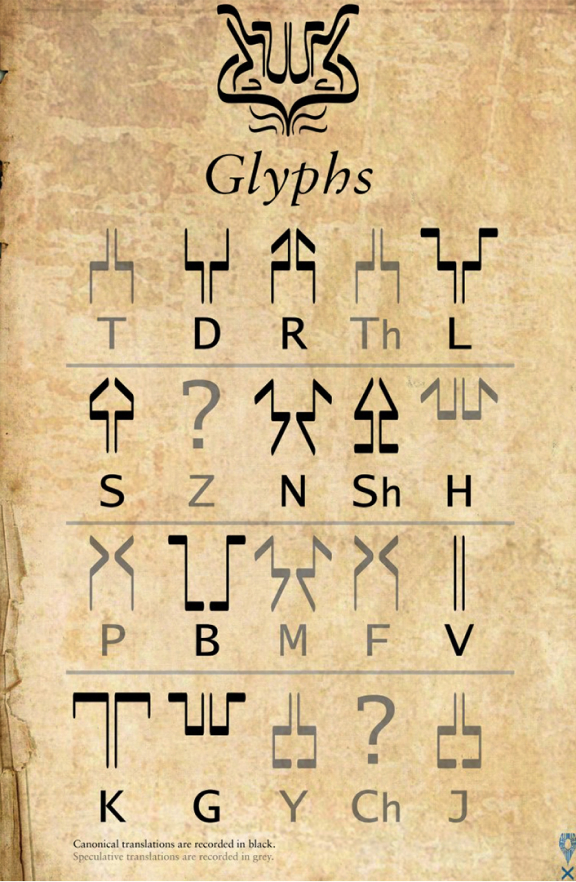 Glyphs
T D R Th L
?
S Z N Sh H
P B M F V
?
K G Y Ch J
Canonical translations are recorded in black.
Speculative translations are recorded in grey.